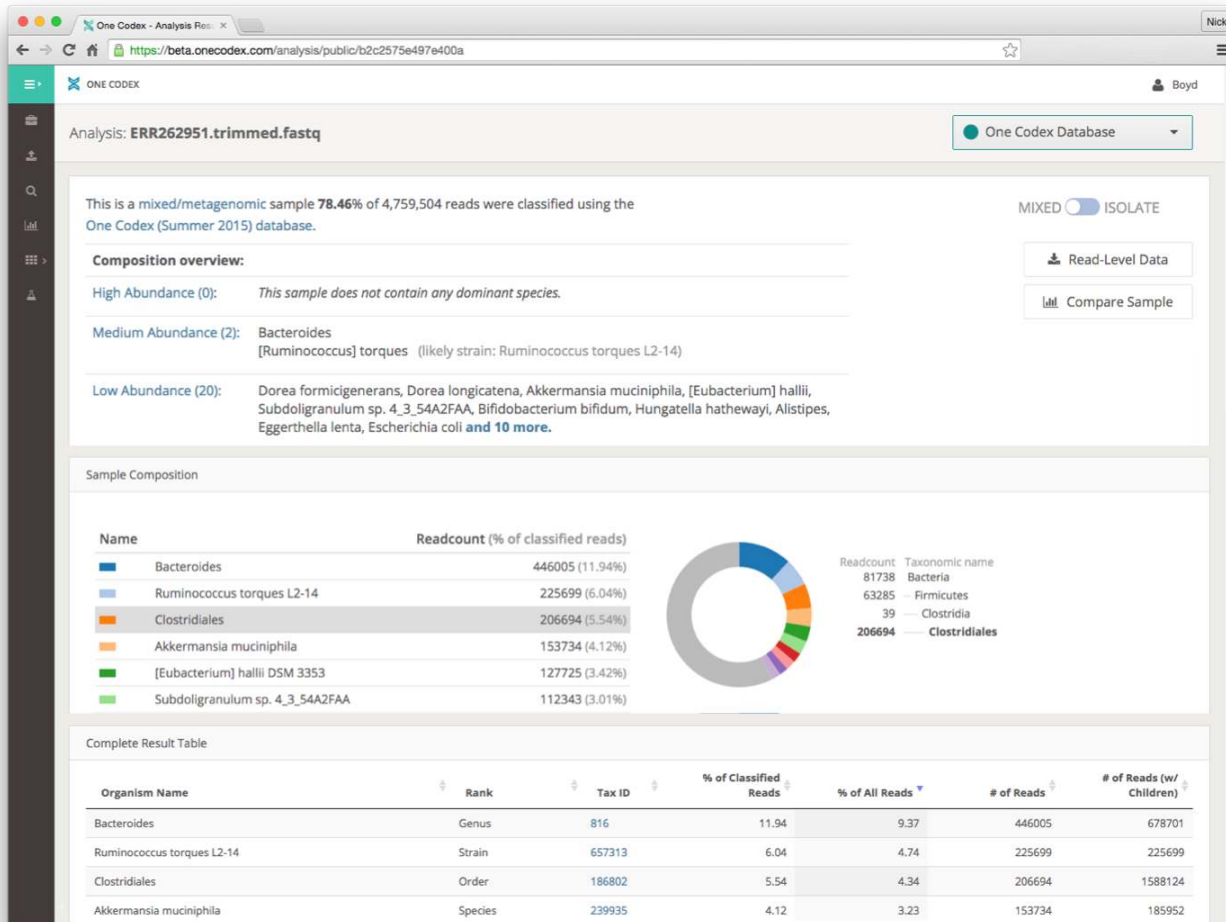 One Codex - Analysis Res
Nick
https://beta.onecodex.com/analysis/public/b2c2575e497e400a
ONE CODEX
Boyd
Analysis: ERR262951.trimmed.fastq
One Codex Database
This is a mixed/metagenomic sample 78.46% of 4,759,504 reads were classified using the
One Codex (Summer 2015) database.
MIXED ISOLATE
Composition overview:
Read-Level Data
High Abundance (0): This sample does not contain any dominant species.
Compare Sample
Medium Abundance (2): Bacteroides
[Ruminococcus] torques (likely strain: Ruminococcus torques L2-14)
Low Abundance (20): Dorea formicigenerans, Dorea longicatena, Akkermansia muciniphila, [Eubacterium] hallii,
Subdoligranulum sp. 4_3_54A2FAA, Bifidobacterium bifidum, Hungatella hathewayi, Alistipes,
Eggerthella lenta, Escherichia coli and 10 more.
Sample Composition
Name Readcount (% of classified reads)
Bacteroides 446005 (11.94%)
Ruminococcus torques L2-14 225699 (6.04%)
Clostridiales 206694 (5.54%)
Akkermansia muciniphila 153734 (4.12%)
[Eubacterium] hallii DSM 3353 127725 (3.42%)
Subdoligranulum sp. 4_3_54A2FAA 112343 (3.01%)
Readcount Taxonomic name
81738 Bacteria
63285 Firmicutes
39 Clostridia
206694 Clostridiales
Complete Result Table
Organism Name Rank Tax ID % of Classified Reads % of All Reads # of Reads # of Reads (w/ Children)
Bacteroides Genus 816 11.94 9.37 446005 678701
Ruminococcus torques L2-14 Strain 657313 6.04 4.74 225699 225699
Clostridiales Order 186802 5.54 4.34 206694 1588124
Akkermansia muciniphila Species 239935 4.12 3.23 153734 185952